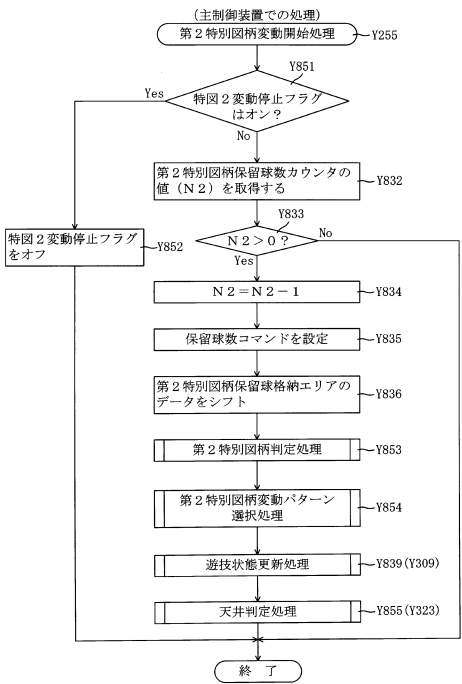 (主制御装置での処理)
第2特別図柄変動開始処理
Y255
Y851
特図2変動停止フラグ
はオン?
Yes
No
第2特別図柄保留球数カウンタの
値(N2)を取得する
Y832
Y833
N2>0?
No
Yes
特図2変動停止フラグ
をオフ
Y852
N2=N2-1
Y834
保留球数コマンドを設定
Y835
第2特別図柄保留球格納エリアの
データをシフト
Y836
第2特別図柄判定処理
Y853
第2特別図柄変動パターン
選択処理
Y854
遊技状態更新処理
Y839(Y309)
天井判定処理
Y855(Y323)
終 了